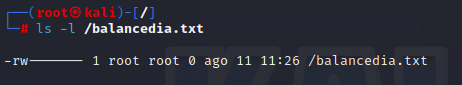 ┌──(root㉿kali)-[/]
└─# ls -l /balancedia.txt
-rw------- 1 root root 0 ago 11 11:26 /balancedia.txt